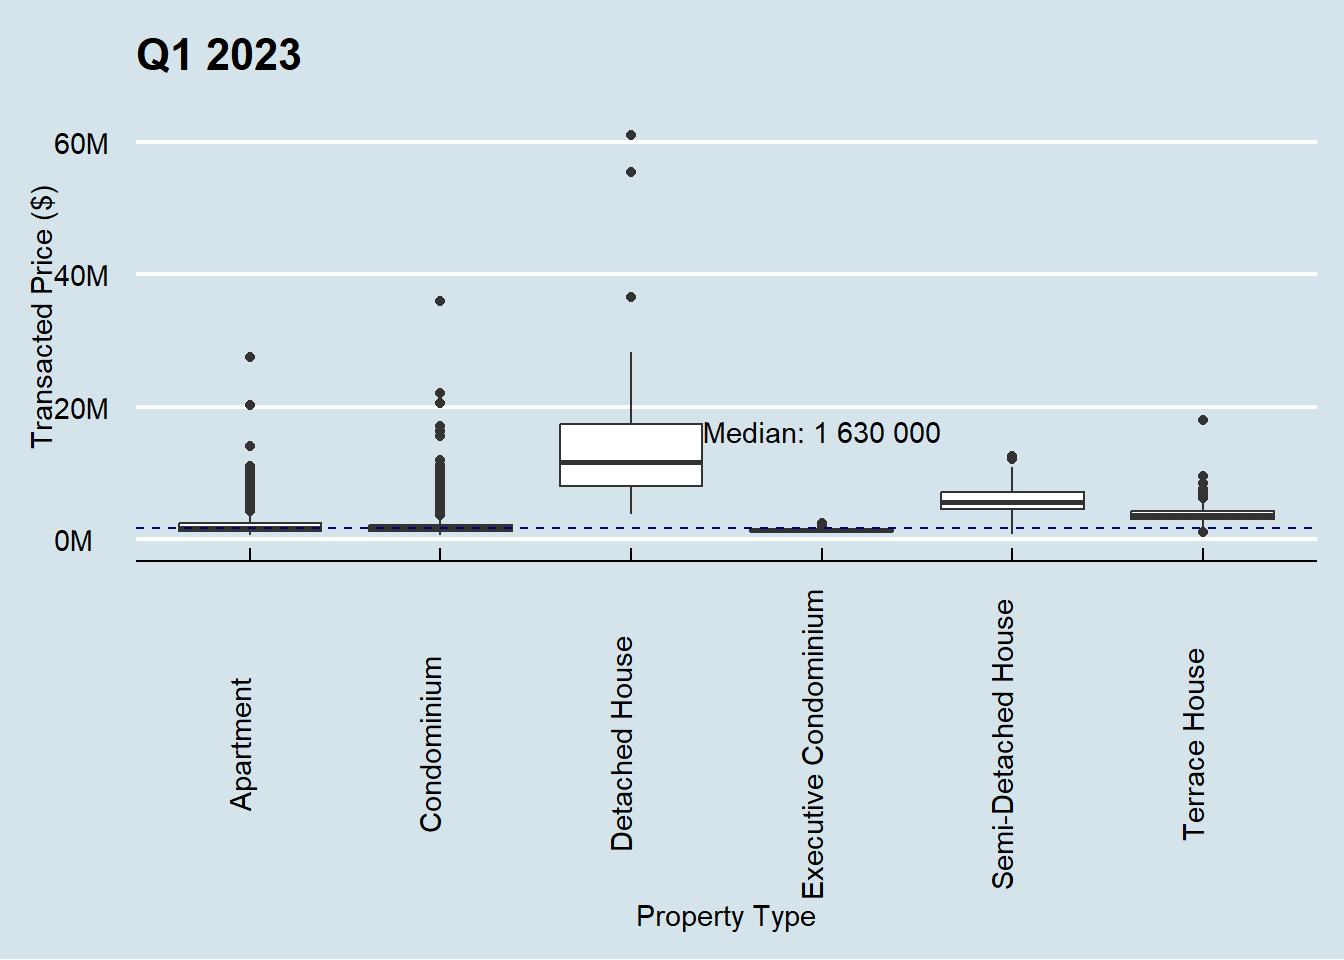 Q1 2023
Transacted Price ($)
60M
40M
20M
0M
Median: 1 630 000
Apartment
Condominium
Detached House
Executive Condominium
Semi-Detached House
Terrace House
Property Type